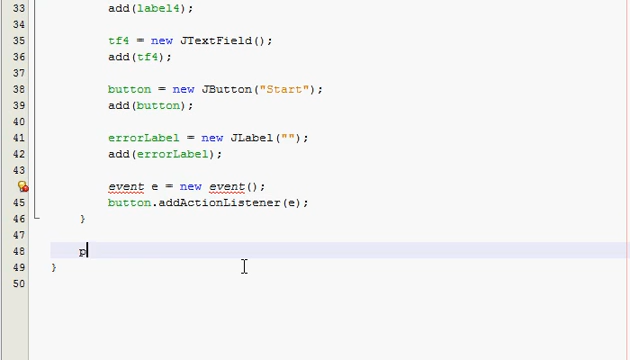 33 add(label4);
34
35 tf4 = new JTextField();
36 add(tf4);
37
38 button = new JButton("Start");
39 add(button);
40
41 errorLabel = new JLabel("");
42 add(errorLabel);
43
event e = new event();
45 button.addActionListener(e);
46 }
47
48 p
49 }
50